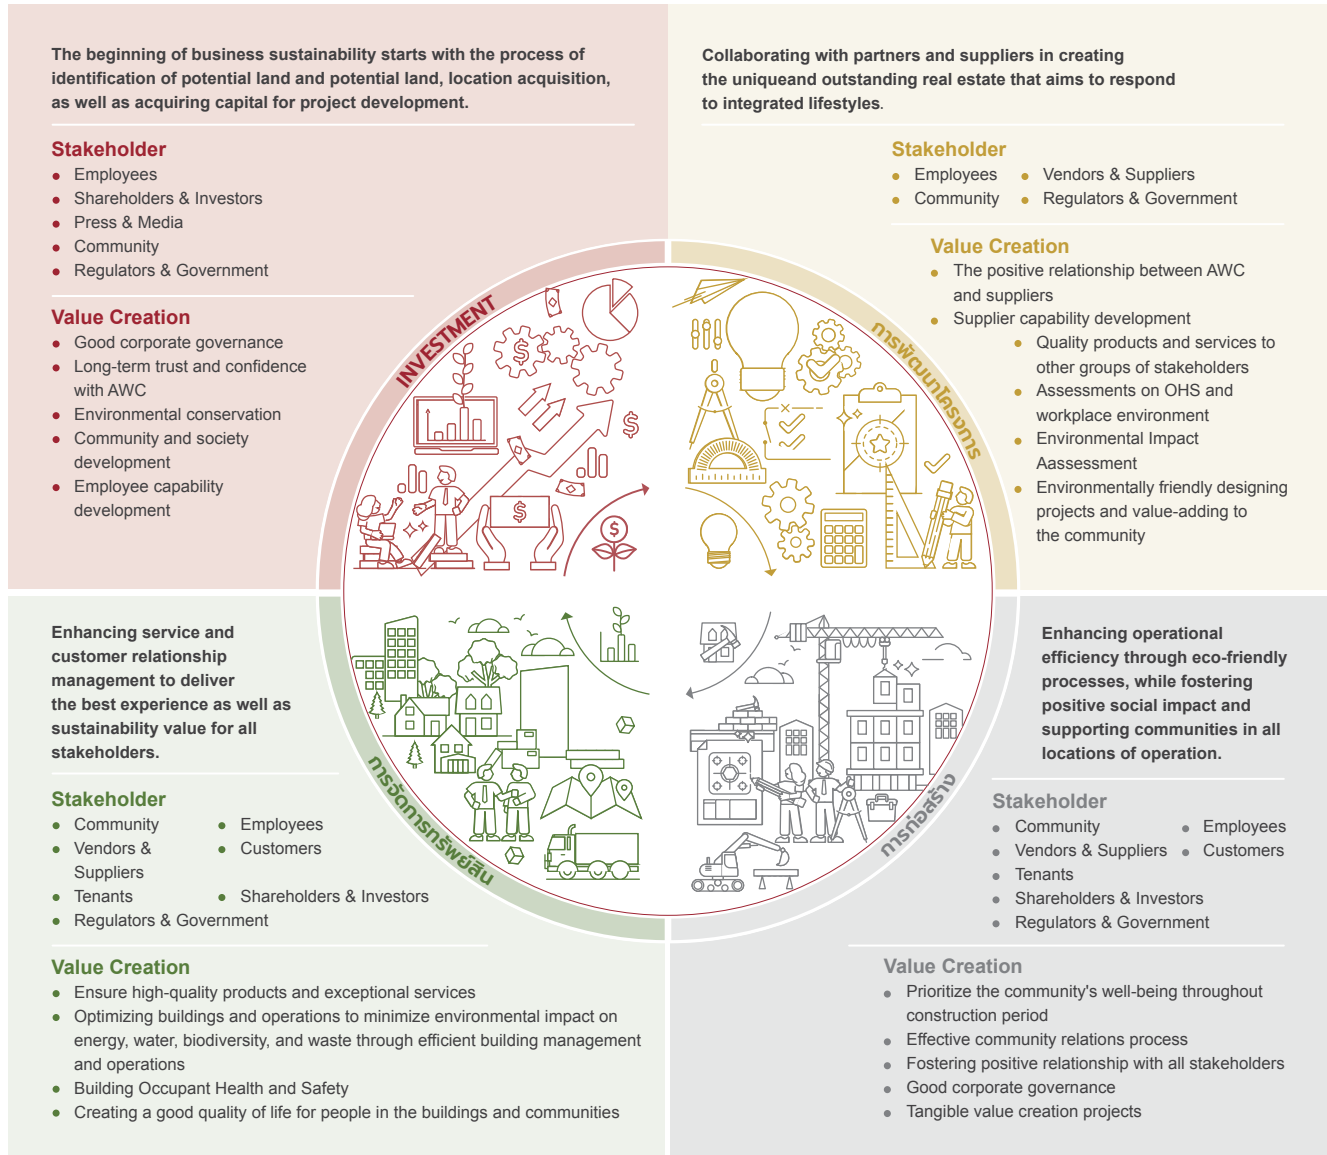 The beginning of business sustainability starts with the process of
identification of potential land and potential land, location acquisition,
as well as acquiring capital for project development.
Stakeholder
Employees
Shareholders & Investors
Press & Media
Community
Regulators & Government
Value Creation
Good corporate governance
Long-term trust and confidence
with AWC
Environmental conservation
Community and society
development
Employee capability
development
INVESTMENT
Collaborating with partners and suppliers in creating
the uniqueand outstanding real estate that aims to respond
to integrated lifestyles.
Stakeholder
Employees
Vendors & Suppliers
Community
Regulators & Government
Value Creation
The positive relationship between AWC
and suppliers
Supplier capability development
Quality products and services to
other groups of stakeholders
Assessments on OHS and
workplace environment
Environmental Impact
Aassessment
Environmentally friendly designing
projects and value-adding to
the community
การพัฒนาโครงการ
Enhancing service and
customer relationship
management to deliver
the best experience as well as
sustainability value for all
stakeholders.
Stakeholder
Community
Employees
Vendors &
Suppliers
Customers
Tenants
Shareholders & Investors
Regulators & Government
Value Creation
Ensure high-quality products and exceptional services
Optimizing buildings and operations to minimize environmental impact on
energy, water, biodiversity, and waste through efficient building management
and operations
Building Occupant Health and Safety
Creating a good quality of life for people in the buildings and communities
การจัดการทรัพย์สิน
Enhancing operational
efficiency through eco-friendly
processes, while fostering
positive social impact and
supporting communities in all
locations of operation.
Stakeholder
Community
Employees
Vendors & Suppliers
Customers
Tenants
Shareholders & Investors
Regulators & Government
Value Creation
Prioritize the community's well-being throughout
construction period
Effective community relations process
Fostering positive relationship with all stakeholders
Good corporate governance
Tangible value creation projects
การก่อสร้าง